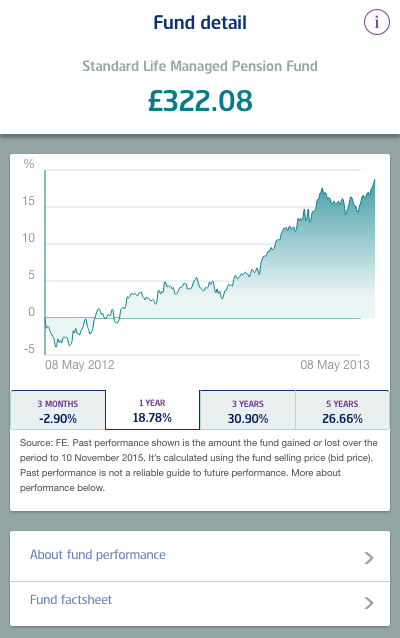 Fund detail
i
Standard Life Managed Pension Fund
£322.08
%
15
10
5
0
-5
08 May 2012
08 May 2013
3 MONTHS
-2.90%
1 YEAR
18.78%
3 YEARS
30.90%
5 YEARS
26.66%
Source: FE. Past performance shown is the amount the fund gained or lost over the
period to 10 November 2015. It's calculated using the fund selling price (bid price).
Past performance is not a reliable guide to future performance. More about
performance below.
About fund performance
Fund factsheet